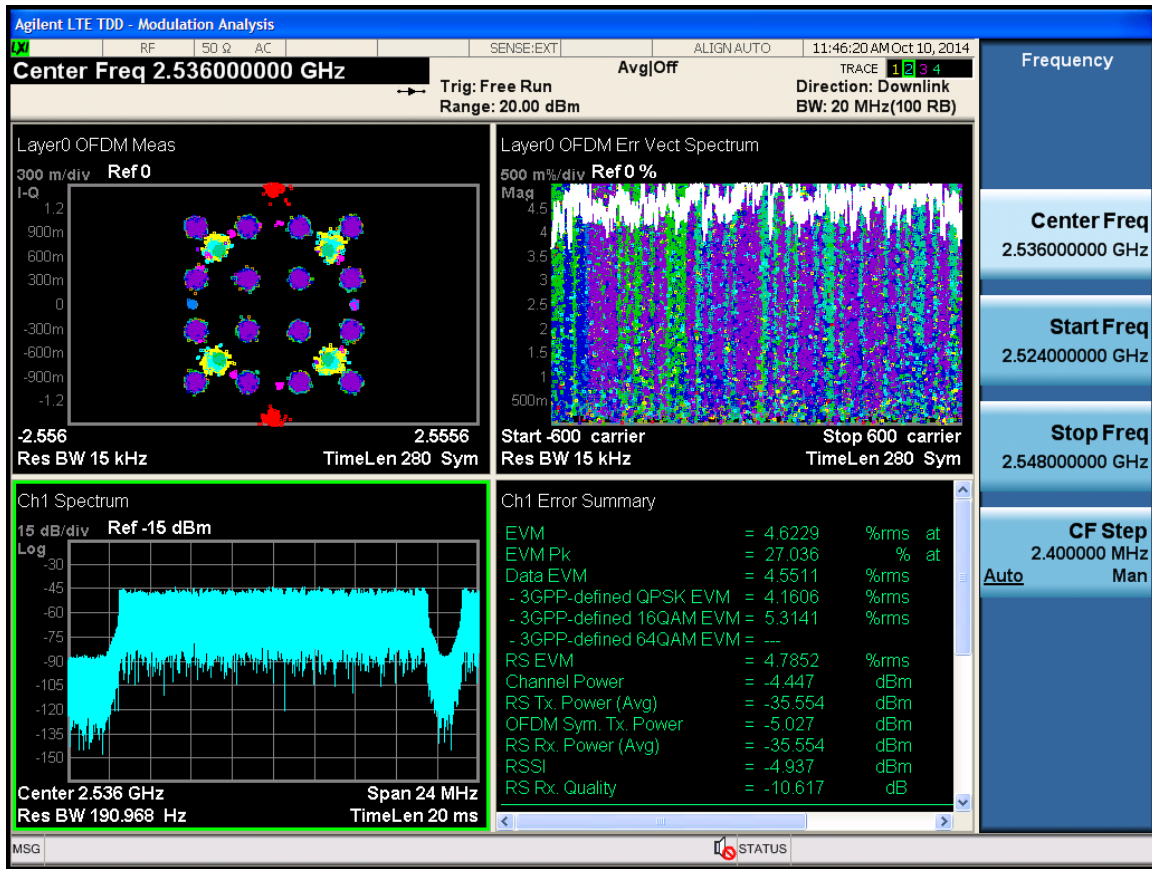 Agilent LTE TDD - Modulation Analysis
LXI RF 50 Ω AC SENSE:EXT ALIGN AUTO 11:46:20 AM Oct 10, 2014
Center Freq 2.536000000 GHz
Avg|Off
TRACE 1 2 3 4
Trig: Free Run
Direction: Downlink
Range: 20.00 dBm
BW: 20 MHz(100 RB)
Layer0 OFDM Meas
300 m/div Ref 0
I-Q
1.2
900m
600m
300m
0
-300m
-600m
-900m
-1.2
-2.556 2.5556
Res BW 15 kHz TimeLen 280 Sym
Layer0 OFDM Err Vect Spectrum
500 m%/div Ref 0 %
Mag
4.5
4
3.5
3
2.5
2
1.5
1
500m
Start -600 carrier Stop 600 carrier
Res BW 15 kHz TimeLen 280 Sym
Ch1 Spectrum
15 dB/div Ref -15 dBm
Log
-30
-45
-60
-75
-90
-105
-120
-135
-150
Center 2.536 GHz Span 24 MHz
Res BW 190.968 Hz TimeLen 20 ms
Ch1 Error Summary
EVM = 4.6229 %rms at
EVM Pk = 27.036 % at
Data EVM = 4.5511 %rms
- 3GPP-defined QPSK EVM = 4.1606 %rms
- 3GPP-defined 16QAM EVM = 5.3141 %rms
- 3GPP-defined 64QAM EVM = ---
RS EVM = 4.7852 %rms
Channel Power = -4.447 dBm
RS Tx. Power (Avg) = -35.554 dBm
OFDM Sym. Tx. Power = -5.027 dBm
RS Rx. Power (Avg) = -35.554 dBm
RSSI = -4.937 dBm
RS Rx. Quality = -10.617 dB
Frequency
Center Freq
2.536000000 GHz
Start Freq
2.524000000 GHz
Stop Freq
2.548000000 GHz
CF Step
2.400000 MHz
Auto Man
MSG STATUS